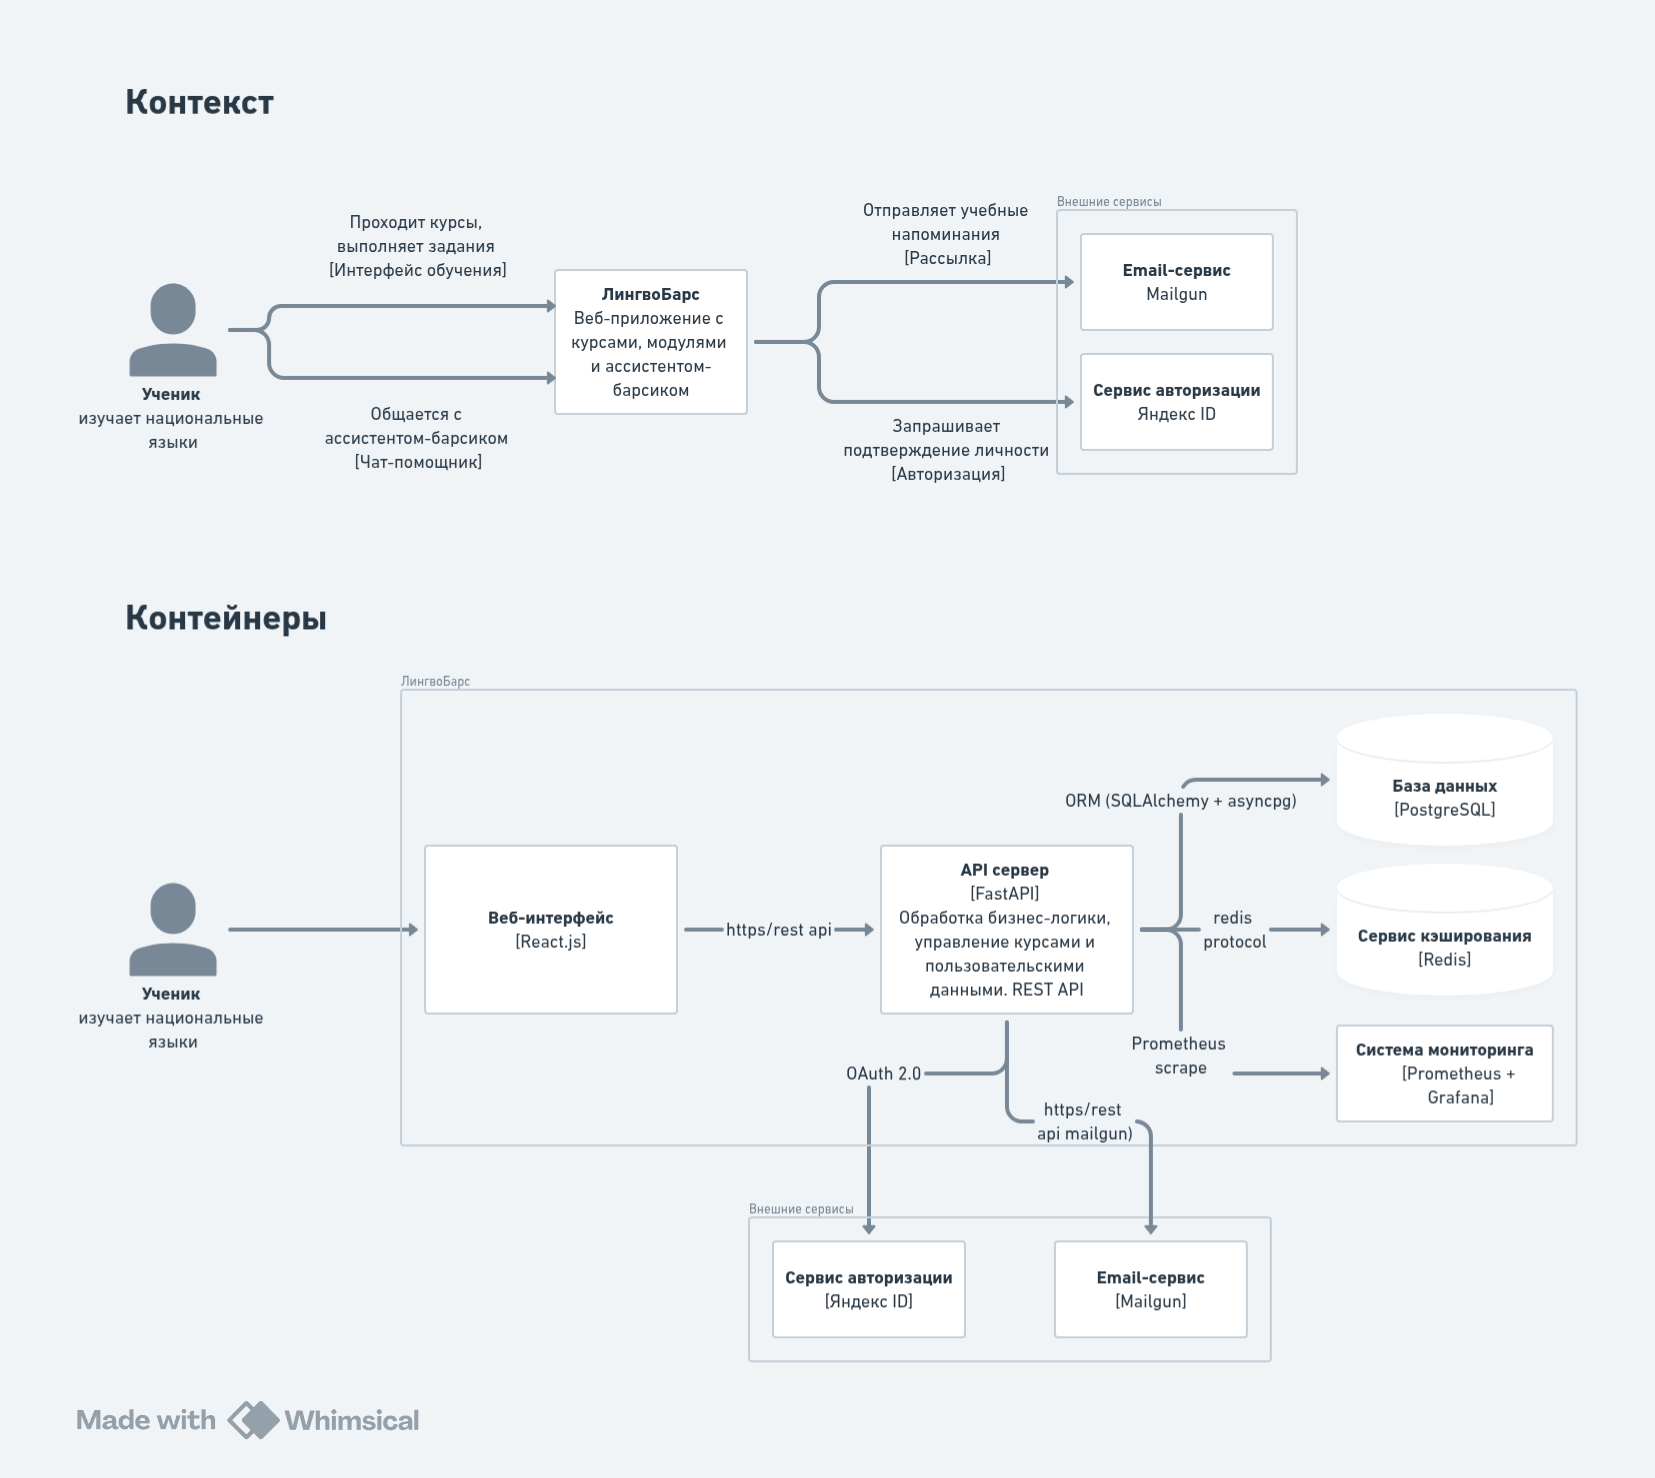 Контекст
Проходит курсы,
выполняет задания
[Интерфейс обучения]
Ученик
изучает национальные
языки
Общается с
ассистентом-барсиком
[Чат-помощник]
ЛингвоБарс
Веб-приложение с
курсами, модулями
и ассистентом-
барсиком
Отправляет учебные
напоминания
[Рассылка]
Запрашивает
подтверждение личности
[Авторизация]
Внешние сервисы
Email-сервис
Mailgun
Сервис авторизации
Яндекс ID
Контейнеры
ЛингвоБарс
Ученик
изучает национальные
языки
Веб-интерфейс
[React.js]
https/rest api
API сервер
[FastAPI]
Обработка бизнес-логики,
управление курсами и
пользовательскими
данными. REST API
ORM (SQLAlchemy + asyncpg)
База данных
[PostgreSQL]
redis
protocol
Сервис кэширования
[Redis]
Prometheus
scrape
Система мониторинга
[Prometheus +
Grafana]
OAuth 2.0
https/rest
api mailgun)
Внешние сервисы
Сервис авторизации
[Яндекс ID]
Email-сервис
[Mailgun]
Made with Whimsical